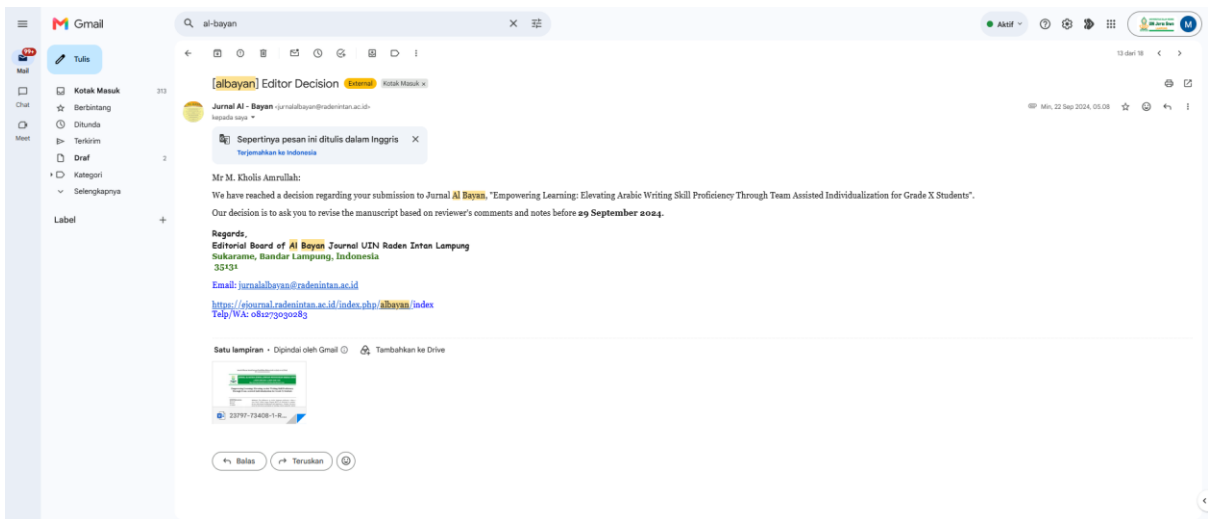 Gmail
al-bayan
Aktif
M
99+
Mail
Chat
Meet
Tulis
Kotak Masuk 313
Berbintang
Ditunda
Terkirim
Draf 2
Kategori
Selengkapnya
Label
13 dari 18
[albayan] Editor Decision External Kotak Masuk x
Jurnal Al - Bayan <jurnalalbayan@radenintan.ac.id>
Min, 22 Sep 2024, 05.08
kepada saya
Sepertinya pesan ini ditulis dalam Inggris
Terjemahkan ke Indonesia
Mr M. Kholis Amrullah:
We have reached a decision regarding your submission to Jurnal Al Bayan, "Empowering Learning: Elevating Arabic Writing Skill Proficiency Through Team Assisted Individualization for Grade X Students".
Our decision is to ask you to revise the manuscript based on reviewer's comments and notes before 29 September 2024.
Regards,
Editorial Board of Al Bayan Journal UIN Raden Intan Lampung
Sukarame, Bandar Lampung, Indonesia
35131
Email: jurnalalbayan@radenintan.ac.id
https://ejournal.radenintan.ac.id/index.php/albayan/index
Telp/WA: 081273030283
Satu lampiran • Dipindai oleh Gmail
Tambahkan ke Drive
23797-73408-1-R...
Balas
Teruskan